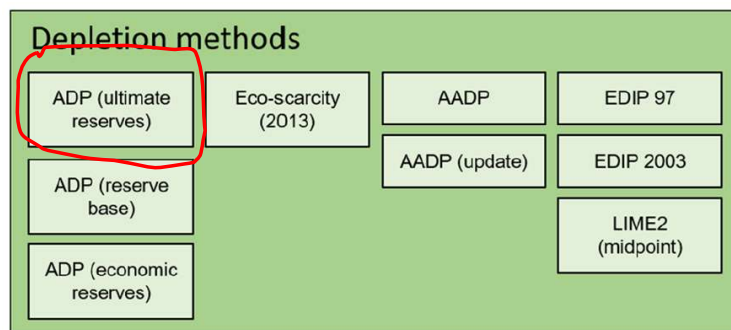 Depletion methods
ADP (ultimate
reserves)
Eco-scarcity
(2013)
AADP
EDIP 97
ADP (reserve
base)
AADP (update)
EDIP 2003
ADP (economic
reserves)
LIME2
(midpoint)